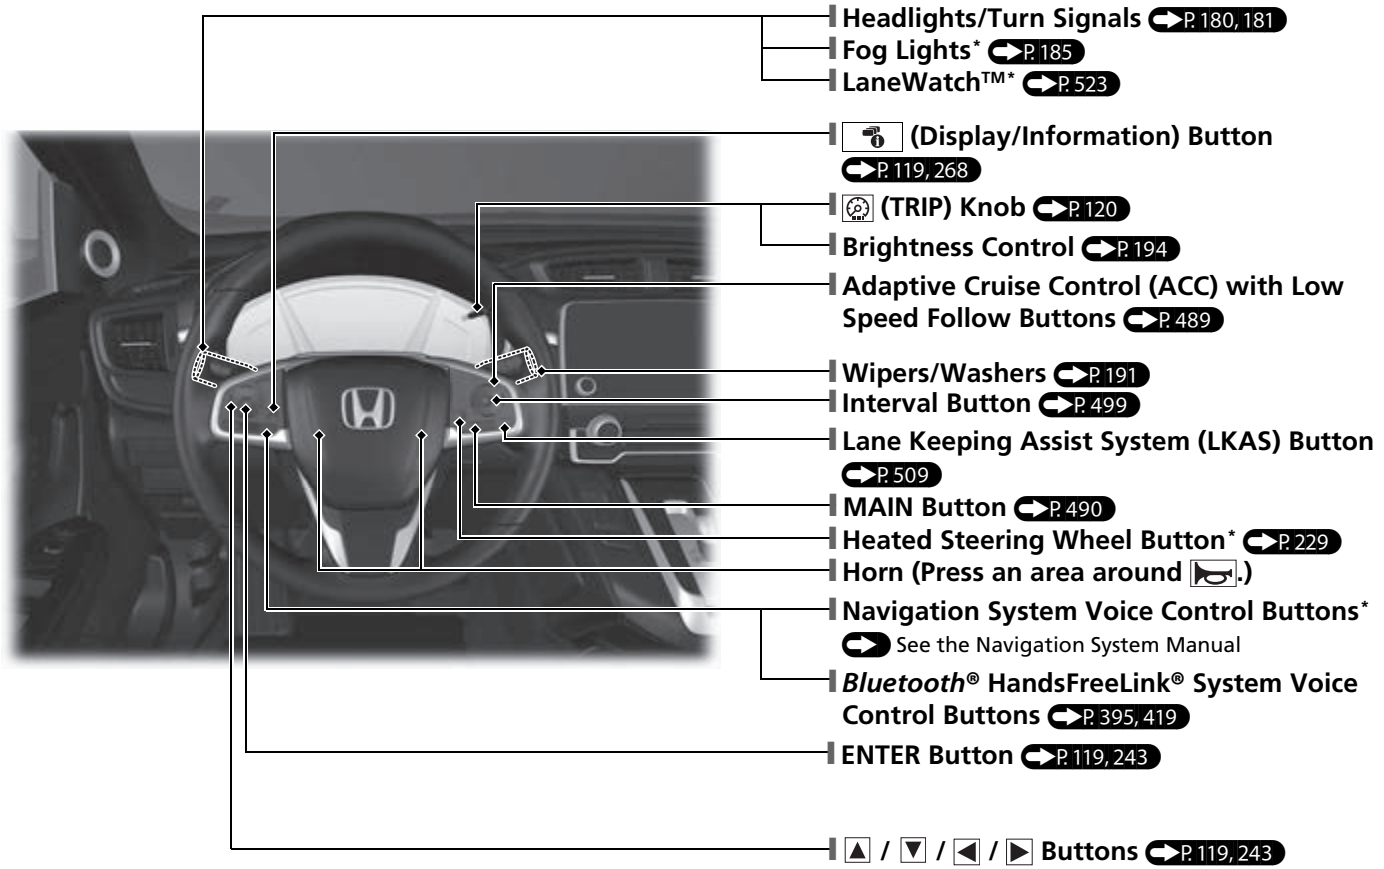 Headlights/Turn Signals P. 180, 181
Fog Lights* P. 185
LaneWatch™* P. 523
(Display/Information) Button
P. 119, 268
(TRIP) Knob P. 120
Brightness Control P. 194
Adaptive Cruise Control (ACC) with Low
Speed Follow Buttons P. 489
Wipers/Washers P. 191
Interval Button P. 499
Lane Keeping Assist System (LKAS) Button
P. 509
MAIN Button P. 490
Heated Steering Wheel Button* P. 229
Horn (Press an area around .)
Navigation System Voice Control Buttons*
See the Navigation System Manual
Bluetooth® HandsFreeLink® System Voice
Control Buttons P. 395, 419
ENTER Button P. 119, 243
▲ / ▼ / ◀ / ▶ Buttons P. 119, 243